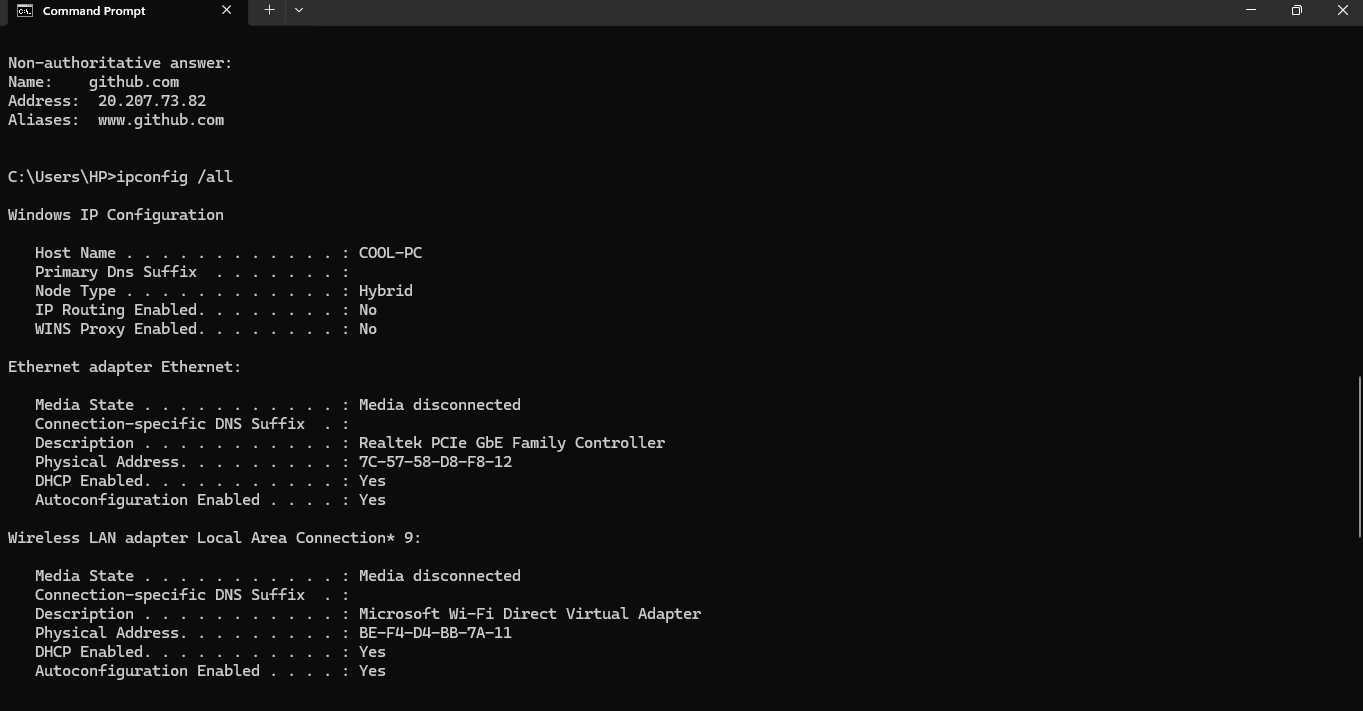 Command Prompt
Non-authoritative answer:
Name:    github.com
Address:  20.207.73.82
Aliases:  www.github.com
C:\Users\HP>ipconfig /all
Windows IP Configuration
   Host Name . . . . . . . . . . . . : COOL-PC
   Primary Dns Suffix  . . . . . . . :
   Node Type . . . . . . . . . . . . : Hybrid
   IP Routing Enabled. . . . . . . . : No
   WINS Proxy Enabled. . . . . . . . : No
Ethernet adapter Ethernet:
   Media State . . . . . . . . . . . : Media disconnected
   Connection-specific DNS Suffix  . :
   Description . . . . . . . . . . . : Realtek PCIe GbE Family Controller
   Physical Address. . . . . . . . . : 7C-57-58-D8-F8-12
   DHCP Enabled. . . . . . . . . . . : Yes
   Autoconfiguration Enabled . . . . : Yes
Wireless LAN adapter Local Area Connection* 9:
   Media State . . . . . . . . . . . : Media disconnected
   Connection-specific DNS Suffix  . :
   Description . . . . . . . . . . . : Microsoft Wi-Fi Direct Virtual Adapter
   Physical Address. . . . . . . . . : BE-F4-D4-BB-7A-11
   DHCP Enabled. . . . . . . . . . . : Yes
   Autoconfiguration Enabled . . . . : Yes